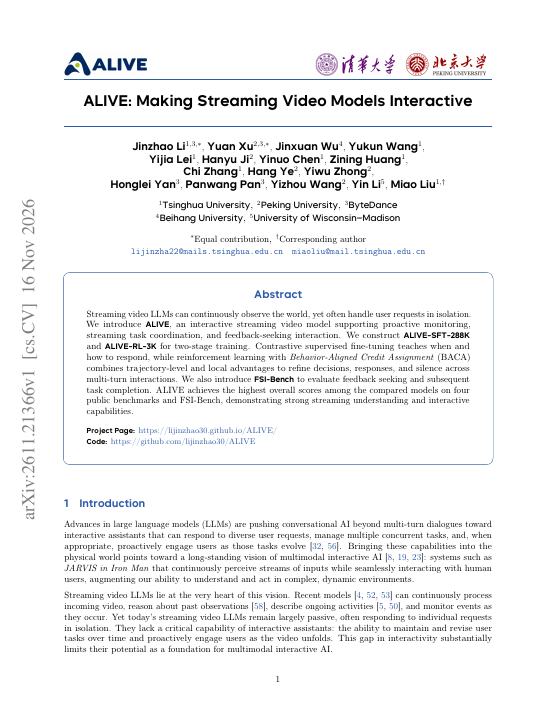 ALIVE
清华大学
北京大学
PEKING UNIVERSITY
ALIVE: Making Streaming Video Models Interactive
Jinzhao Li1,3,*, Yuan Xu2,3,*, Jinxuan Wu4, Yukun Wang1,
Yijia Lei1, Hanyu Ji2, Yinuo Chen1, Zining Huang1,
Chi Zhang1, Hang Ye2, Yiwu Zhong2,
Honglei Yan3, Panwang Pan3, Yizhou Wang2, Yin Li5, Miao Liu1,†
1Tsinghua University, 2Peking University, 3ByteDance
4Beihang University, 5University of Wisconsin–Madison
*Equal contribution, †Corresponding author
lijinzha22@mails.tsinghua.edu.cn miaoliu@mail.tsinghua.edu.cn
Abstract
Streaming video LLMs can continuously observe the world, yet often handle user requests in isolation.
We introduce ALIVE, an interactive streaming video model supporting proactive monitoring,
streaming task coordination, and feedback-seeking interaction. We construct ALIVE-SFT-288K
and ALIVE-RL-3K for two-stage training. Contrastive supervised fine-tuning teaches when and
how to respond, while reinforcement learning with Behavior-Aligned Credit Assignment (BACA)
combines trajectory-level and local advantages to refine decisions, responses, and silence across
multi-turn interactions. We also introduce FSI-Bench to evaluate feedback seeking and subsequent
task completion. ALIVE achieves the highest overall scores among the compared models on four
public benchmarks and FSI-Bench, demonstrating strong streaming understanding and interactive
capabilities.
Project Page: https://lijinzhao30.github.io/ALIVE/
Code: https://github.com/lijinzhao30/ALIVE
arXiv:2611.21366v1 [cs.CV] 16 Nov 2026
1 Introduction
Advances in large language models (LLMs) are pushing conversational AI beyond multi-turn dialogues toward
interactive assistants that can respond to diverse user requests, manage multiple concurrent tasks, and, when
appropriate, proactively engage users as those tasks evolve [32, 56]. Bringing these capabilities into the
physical world points toward a long-standing vision of multimodal interactive AI [8, 19, 23]: systems such as
JARVIS in Iron Man that continuously perceive streams of inputs while seamlessly interacting with human
users, augmenting our ability to understand and act in complex, dynamic environments.
Streaming video LLMs lie at the very heart of this vision. Recent models [4, 52, 53] can continuously process
incoming video, reason about past observations [58], describe ongoing activities [5, 50], and monitor events as
they occur. Yet today's streaming video LLMs remain largely passive, often responding to individual requests
in isolation. They lack a critical capability of interactive assistants: the ability to maintain and revise user
tasks over time and proactively engage users as the video unfolds. This gap in interactivity substantially
limits their potential as a foundation for multimodal interactive AI.
1